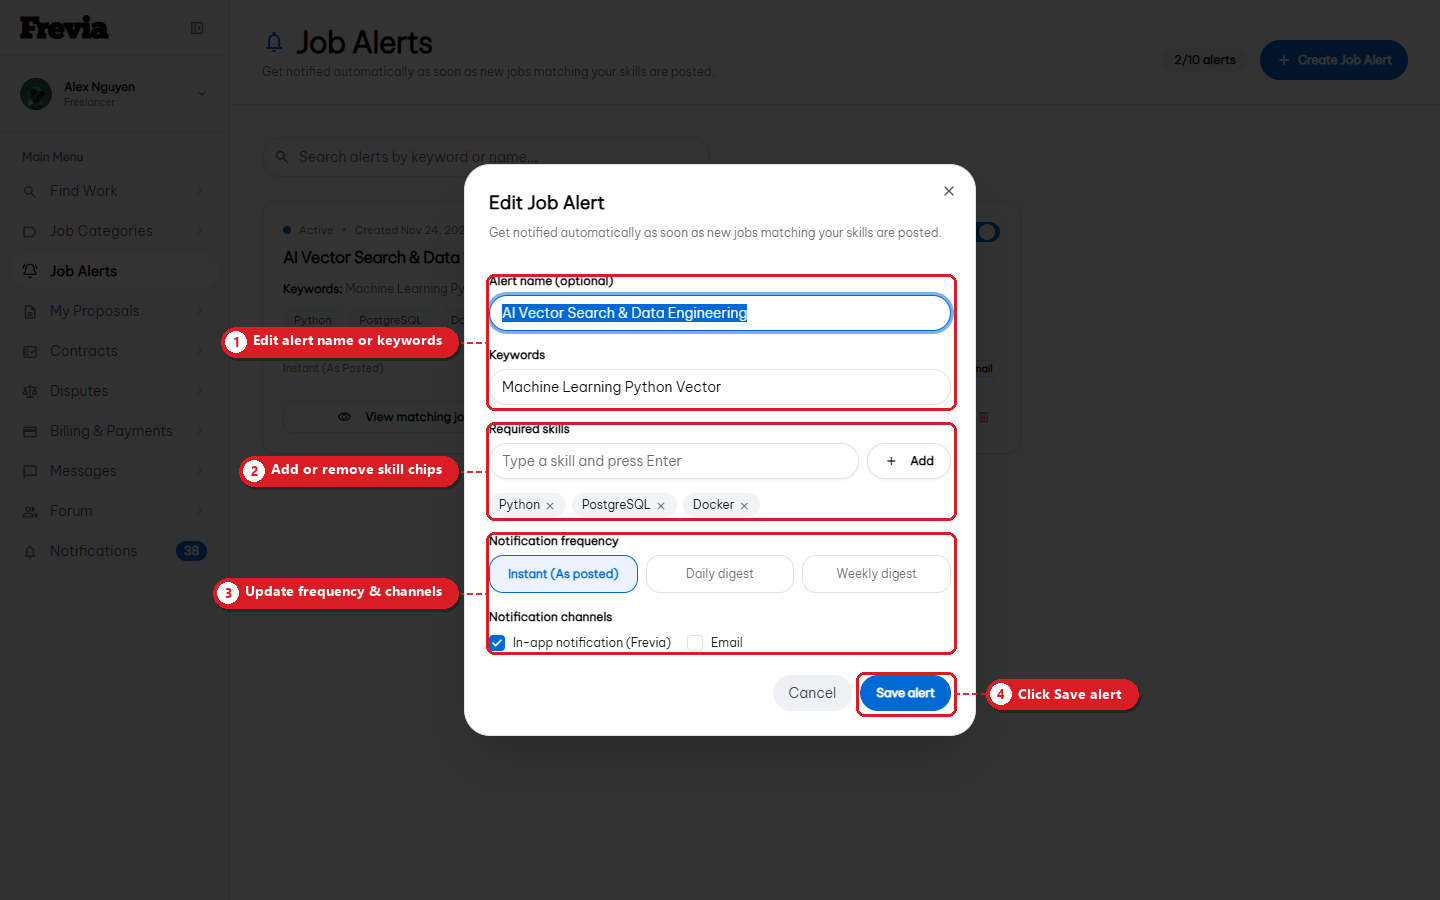 Frevia
Alex Nguyen
Freelancer
Main Menu
Find Work
Job Categories
Job Alerts
My Proposals
Contracts
Disputes
Billing & Payments
Messages
Forum
Notifications
38
Job Alerts
Get notified automatically as soon as new jobs matching your skills are posted.
2/10 alerts
+ Create Job Alert
Search alerts by keyword or name...
Active • Created Nov 24, 202
AI Vector Search & Data
Keywords: Machine Learning Py
Python
PostgreSQL
Do
Instant (As Posted)
View matching jo
Edit Job Alert
Get notified automatically as soon as new jobs matching your skills are posted.
Alert name (optional)
AI Vector Search & Data Engineering
Keywords
Machine Learning Python Vector
Required skills
Type a skill and press Enter
+ Add
Python ×
PostgreSQL ×
Docker ×
Notification frequency
Instant (As posted)
Daily digest
Weekly digest
Notification channels
In-app notification (Frevia)
Email
Cancel
Save alert
1 Edit alert name or keywords
2 Add or remove skill chips
3 Update frequency & channels
4 Click Save alert